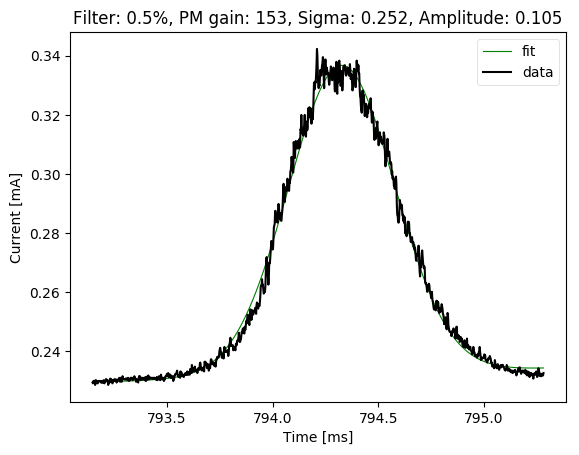 Filter: 0.5%, PM gain: 153, Sigma: 0.252, Amplitude: 0.105
fit
data
0.34
0.32
0.30
0.28
0.26
0.24
Current [mA]
793.5 794.0 794.5 795.0
Time [ms]